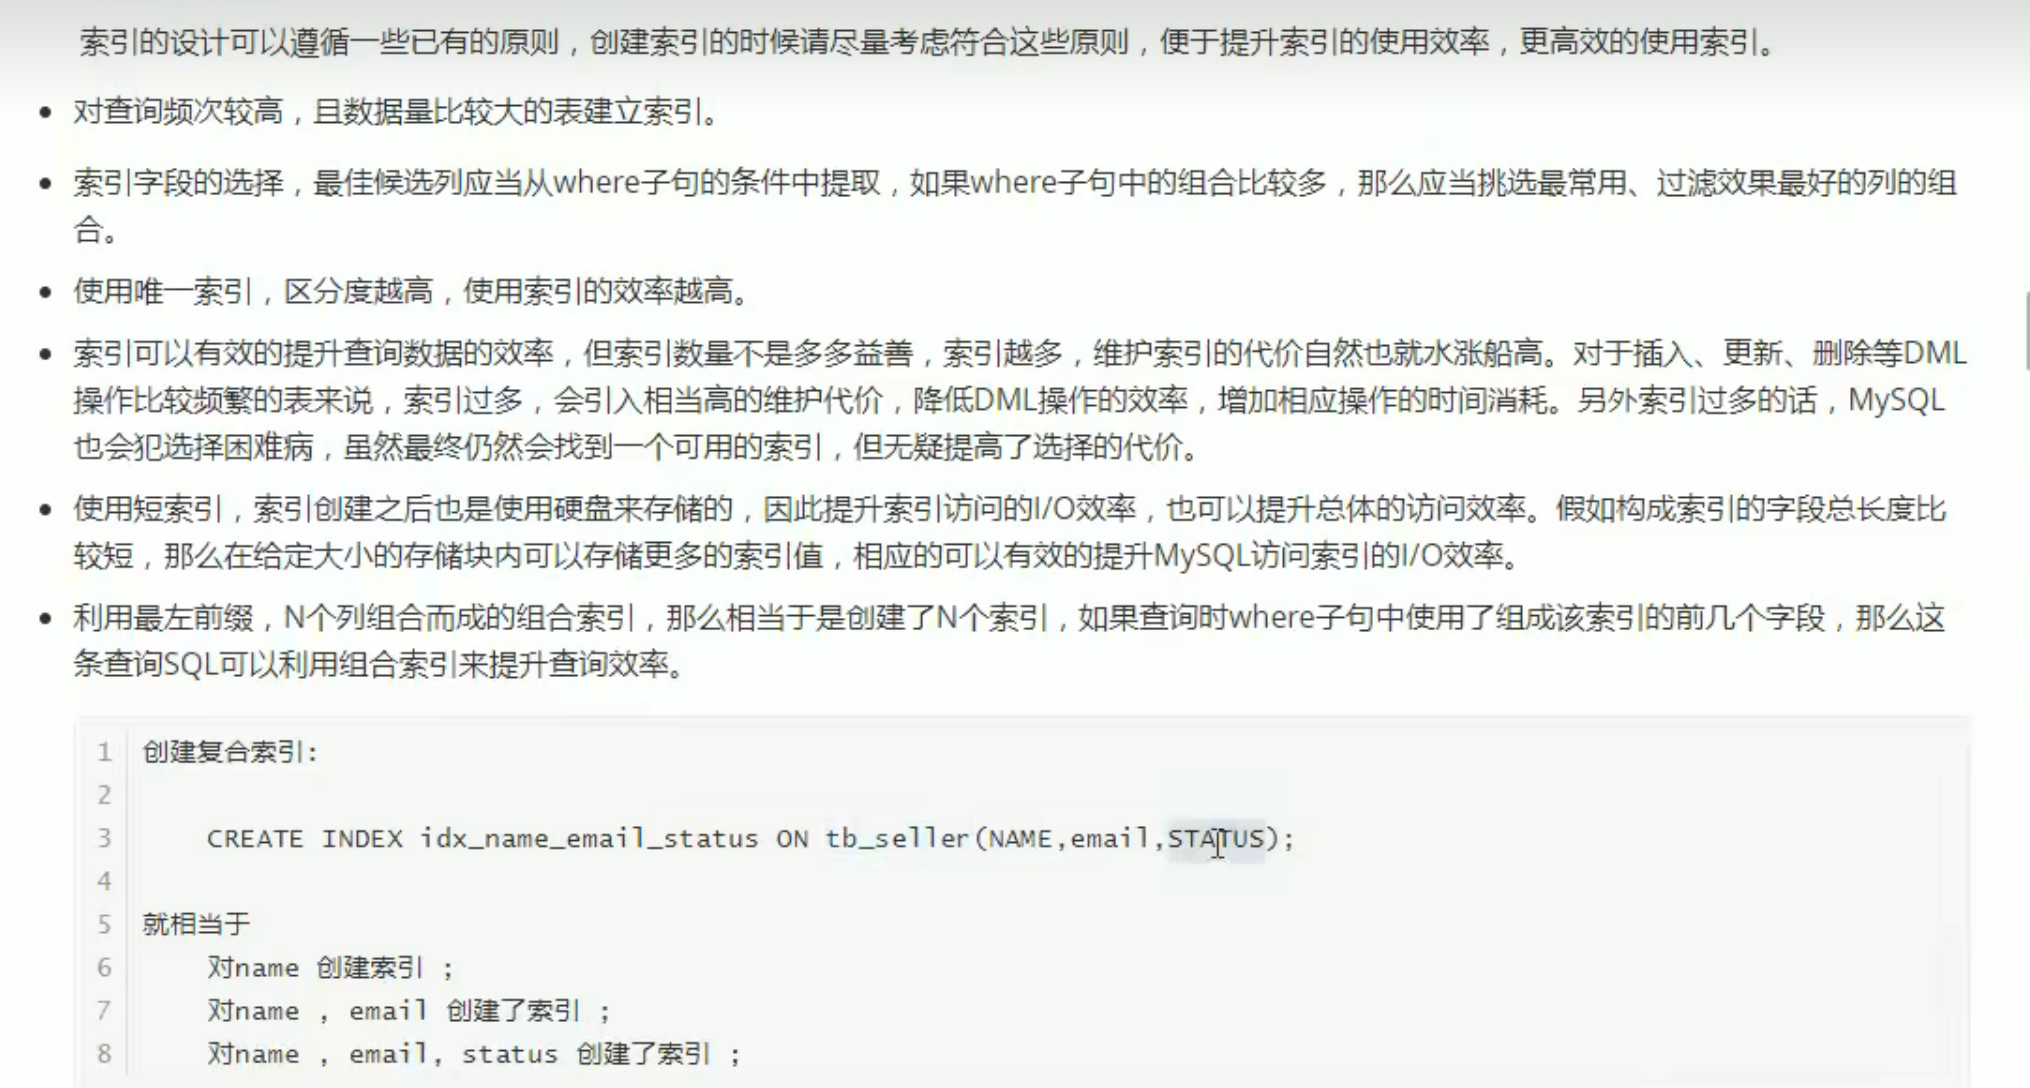 索引的设计可以遵循一些已有的原则，创建索引的时候请尽量考虑符合这些原则，便于提升索引的使用效率，更高效的使用索引。
• 对查询频次较高，且数据量比较大的表建立索引。
• 索引字段的选择，最佳候选列应当从where子句的条件中提取，如果where子句中的组合比较多，那么应当挑选最常用、过滤效果最好的列的组
合。
• 使用唯一索引，区分度越高，使用索引的效率越高。
• 索引可以有效的提升查询数据的效率，但索引数量不是多多益善，索引越多，维护索引的代价自然也就水涨船高。对于插入、更新、删除等DML
操作比较频繁的表来说，索引过多，会引入相当高的维护代价，降低DML操作的效率，增加相应操作的时间消耗。另外索引过多的话，MySQL
也会犯选择困难病，虽然最终仍然会找到一个可用的索引，但无疑提高了选择的代价。
• 使用短索引，索引创建之后也是使用硬盘来存储的，因此提升索引访问的I/O效率，也可以提升总体的访问效率。假如构成索引的字段总长度比
较短，那么在给定大小的存储块内可以存储更多的索引值，相应的可以有效的提升MySQL访问索引的I/O效率。
• 利用最左前缀，N个列组合而成的组合索引，那么相当于是创建了N个索引，如果查询时where子句中使用了组成该索引的前几个字段，那么这
条查询SQL可以利用组合索引来提升查询效率。
1 创建复合索引:
2
3 CREATE INDEX idx_name_email_status ON tb_seller(NAME,email,STATUS);
4
5 就相当于
6 对name 创建索引 ;
7 对name , email 创建了索引 ;
8 对name , email, status 创建了索引 ;